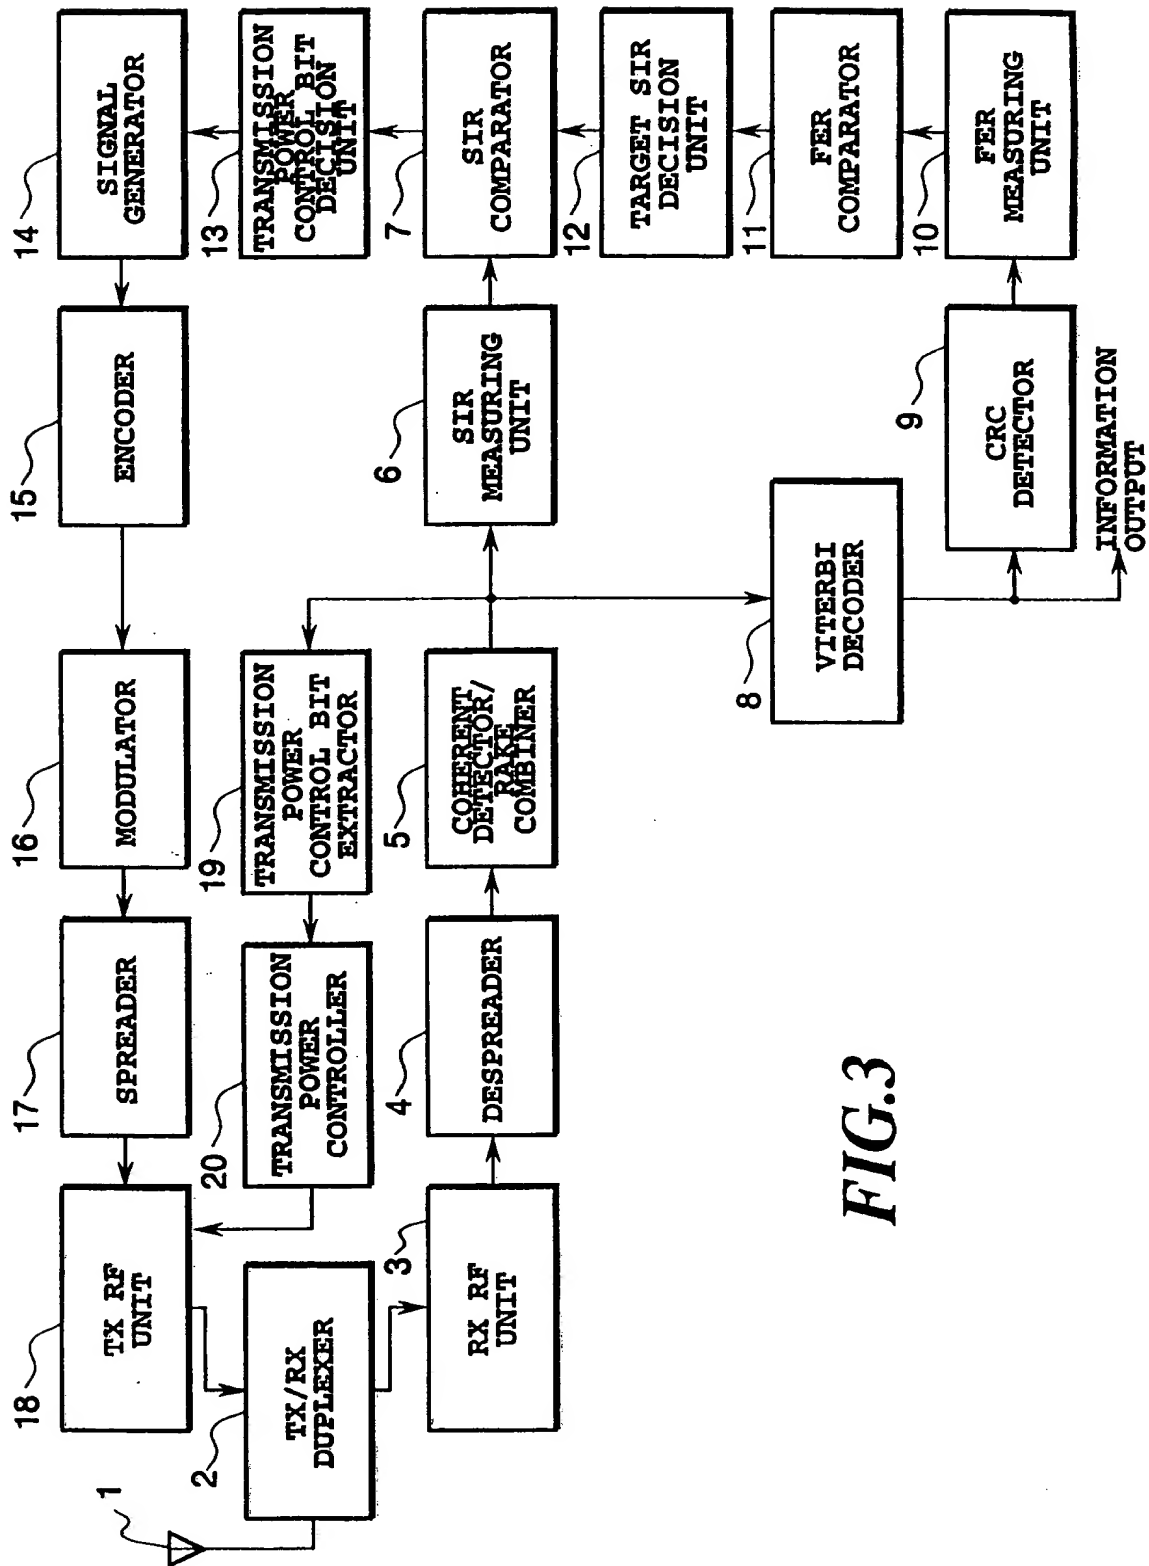 1
18
TX RF
UNIT
17
SPREADER
16
MODULATOR
15
ENCODER
14
SIGNAL
GENERATOR
2
TX/RX
DUPLEXER
20
TRANSMISSION
POWER
CONTROLLER
19
TRANSMISSION
POWER
CONTROL BIT
EXTRACTOR
13
TRANSMISSION
POWER
CONTROL BIT
DECISION
UNIT
3
RX RF
UNIT
4
DESPREADER
5
COHERENT
DETECTOR/
RAKE
COMBINER
6
SIR
MEASURING
UNIT
7
SIR
COMPARATOR
12
TARGET SIR
DECISION
UNIT
8
VITERBI
DECODER
11
FER
COMPARATOR
9
CRC
DETECTOR
10
FER
MEASURING
UNIT
INFORMATION
OUTPUT
FIG.3